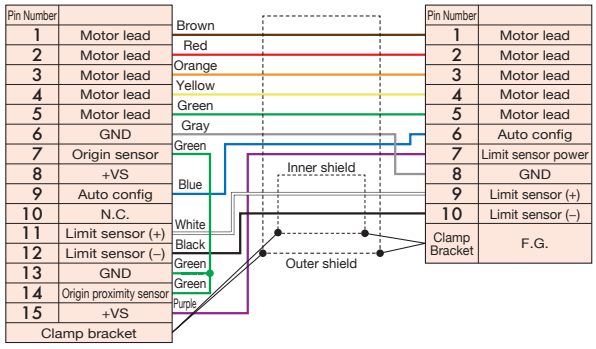 Pin Number
1 Motor lead
2 Motor lead
3 Motor lead
4 Motor lead
5 Motor lead
6 GND
7 Origin sensor
8 +VS
9 Auto config
10 N.C.
11 Limit sensor (+)
12 Limit sensor (–)
13 GND
14 Origin proximity sensor
15 +VS
Clamp bracket
Brown
Red
Orange
Yellow
Green
Gray
Green
Blue
White
Black
Green
Green
Purple
Inner shield
Outer shield
Pin Number
1 Motor lead
2 Motor lead
3 Motor lead
4 Motor lead
5 Motor lead
6 Auto config
7 Limit sensor power
8 GND
9 Limit sensor (+)
10 Limit sensor (–)
Clamp
Bracket
F.G.